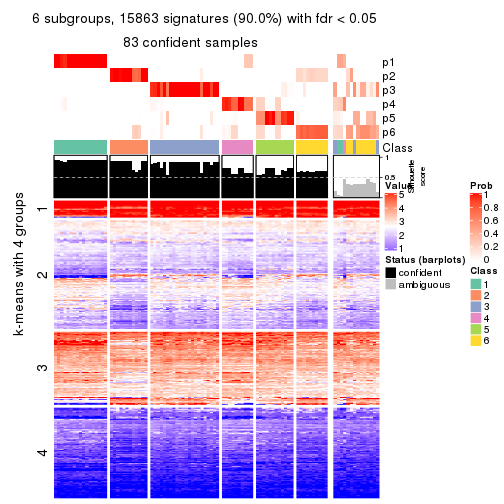 6 subgroups, 15863 signatures (90.0%) with fdr < 0.05
83 confident samples
p1
p2
p3
p4
p5
p6
Class
1
0.5
0
Silhouette
score
k-means with 4 groups
1
2
3
4
Value
5
4
3
2
1
Status (barplots)
confident
ambiguous
Prob
1
0.8
0.6
0.4
0.2
0
Class
1
2
3
4
5
6